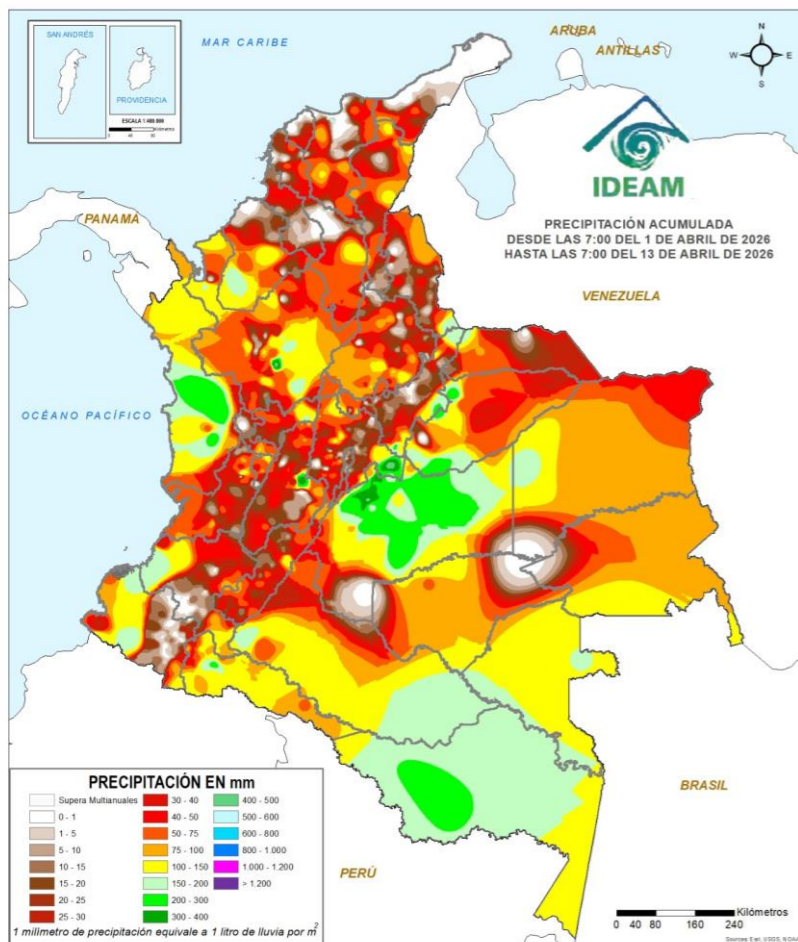 SAN ANDRÉS
PROVIDENCIA
ESCALA 1:400.000
0 40 80 Kilómetros
MAR CARIBE
ARUBA
ANTILLAS
N
W E
S
IDEAM
PRECIPITACIÓN ACUMULADA
DESDE LAS 7:00 DEL 1 DE ABRIL DE 2026
HASTA LAS 7:00 DEL 13 DE ABRIL DE 2026
PANAMÁ
VENEZUELA
OCÉANO PACÍFICO
BRASIL
PERÚ
PRECIPITACIÓN EN mm
Supera Multianuales
0 - 1
1 - 5
5 - 10
10 - 15
15 - 20
20 - 25
25 - 30
30 - 40
40 - 50
50 - 75
75 - 100
100 - 150
150 - 200
200 - 300
300 - 400
400 - 500
500 - 600
600 - 800
800 - 1.000
1.000 - 1.200
> 1.200
1 milimetro de precipitación equivale a 1 litro de lluvia por m²
Kilómetros
0 40 80 160 240
Sources: Esri, USGS, NOAA